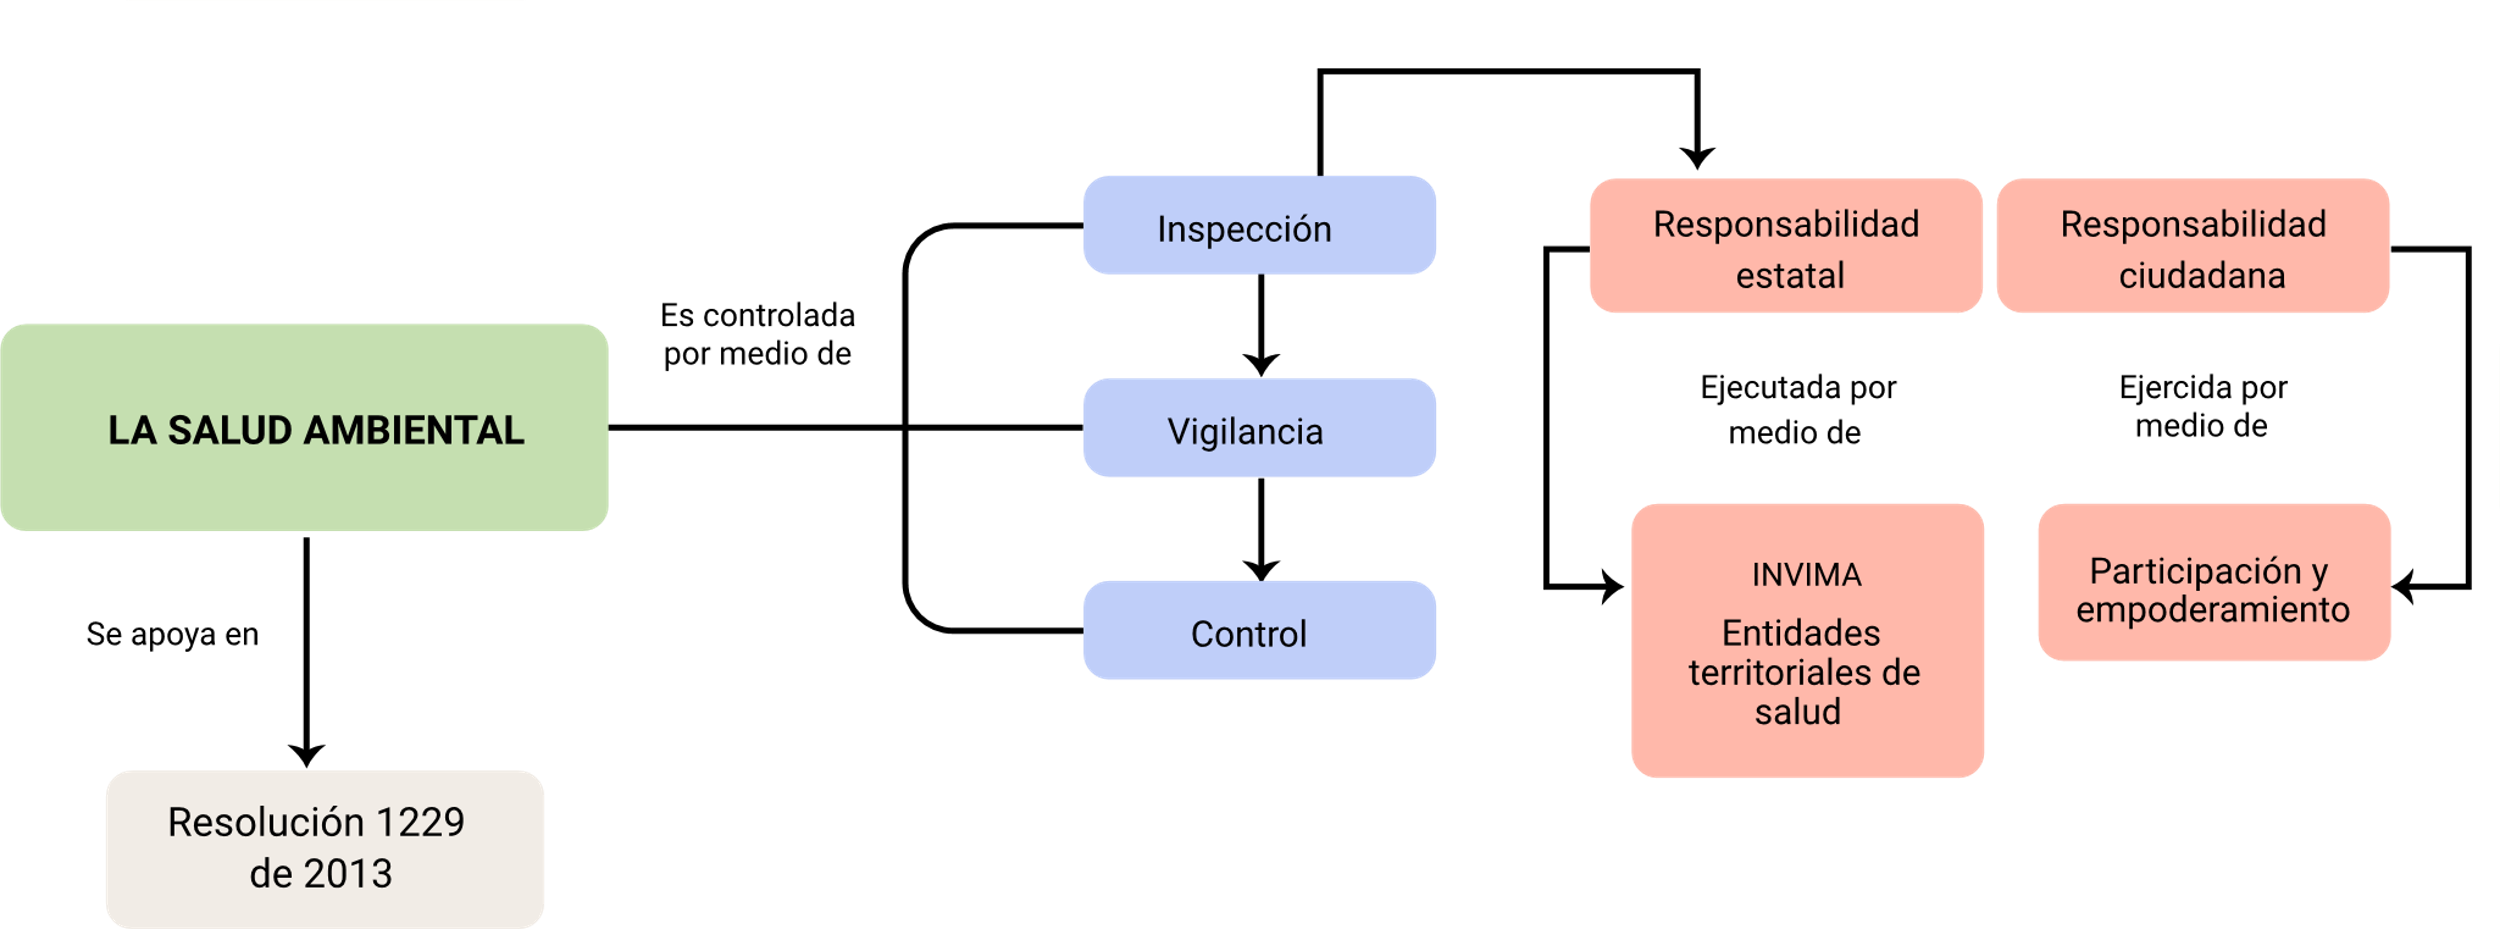 LA SALUD AMBIENTAL
Se apoya en
Resolución 1229
de 2013
Es controlada
por medio de
Inspección
Vigilancia
Control
Responsabilidad
estatal
Ejecutada por
medio de
INVIMA
Entidades
territoriales de
salud
Responsabilidad
ciudadana
Ejercida por
medio de
Participación y
empoderamiento